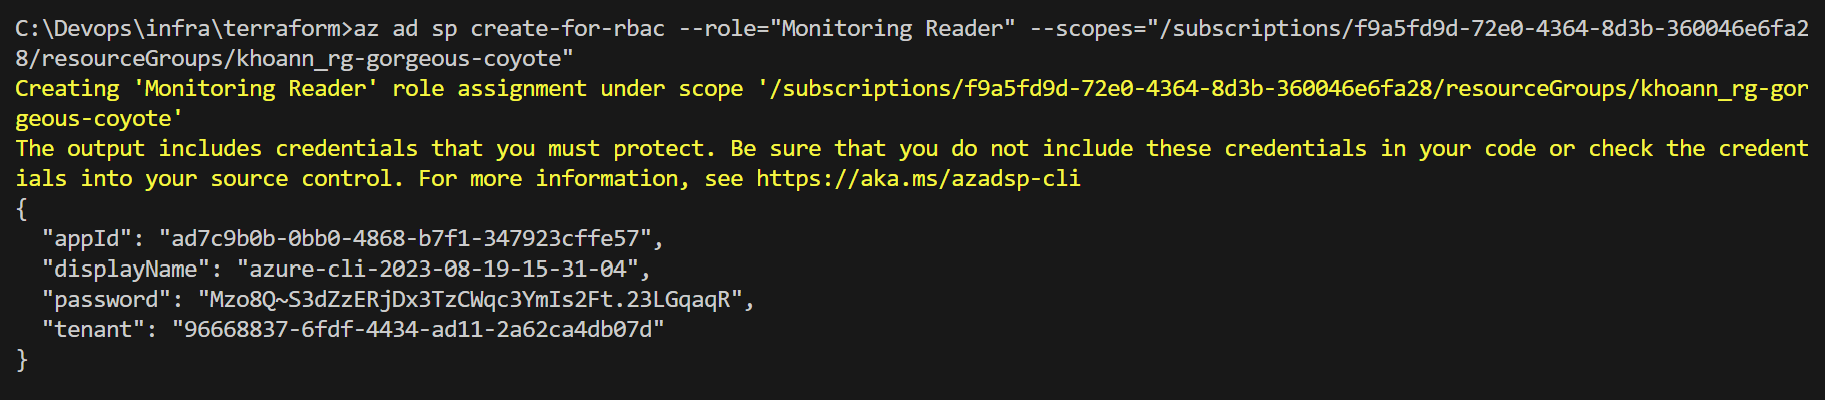 C:\Devops\infra\terraform>az ad sp create-for-rbac --role="Monitoring Reader" --scopes="/subscriptions/f9a5fd9d-72e0-4364-8d3b-360046e6fa2
8/resourceGroups/khoann_rg-gorgeous-coyote"
Creating 'Monitoring Reader' role assignment under scope '/subscriptions/f9a5fd9d-72e0-4364-8d3b-360046e6fa28/resourceGroups/khoann_rg-gor
geous-coyote'
The output includes credentials that you must protect. Be sure that you do not include these credentials in your code or check the credent
ials into your source control. For more information, see https://aka.ms/azadsp-cli
{
  "appId": "ad7c9b0b-0bb0-4868-b7f1-347923cffe57",
  "displayName": "azure-cli-2023-08-19-15-31-04",
  "password": "Mzo8Q~S3dZzERjDx3TzCWqc3YmIs2Ft.23LGqaqR",
  "tenant": "96668837-6fdf-4434-ad11-2a62ca4db07d"
}